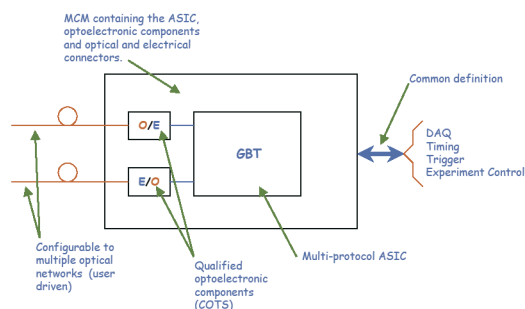 MCM containing the ASIC,
optoelectronic components
and optical and electrical
connectors.
Common definition
O/E
GBT
DAQ
Timing
Trigger
Experiment Control
E/O
Configurable to
multiple optical
networks (user
driven)
Qualified
optoelectronic
components
(COTS)
Multi-protocol ASIC